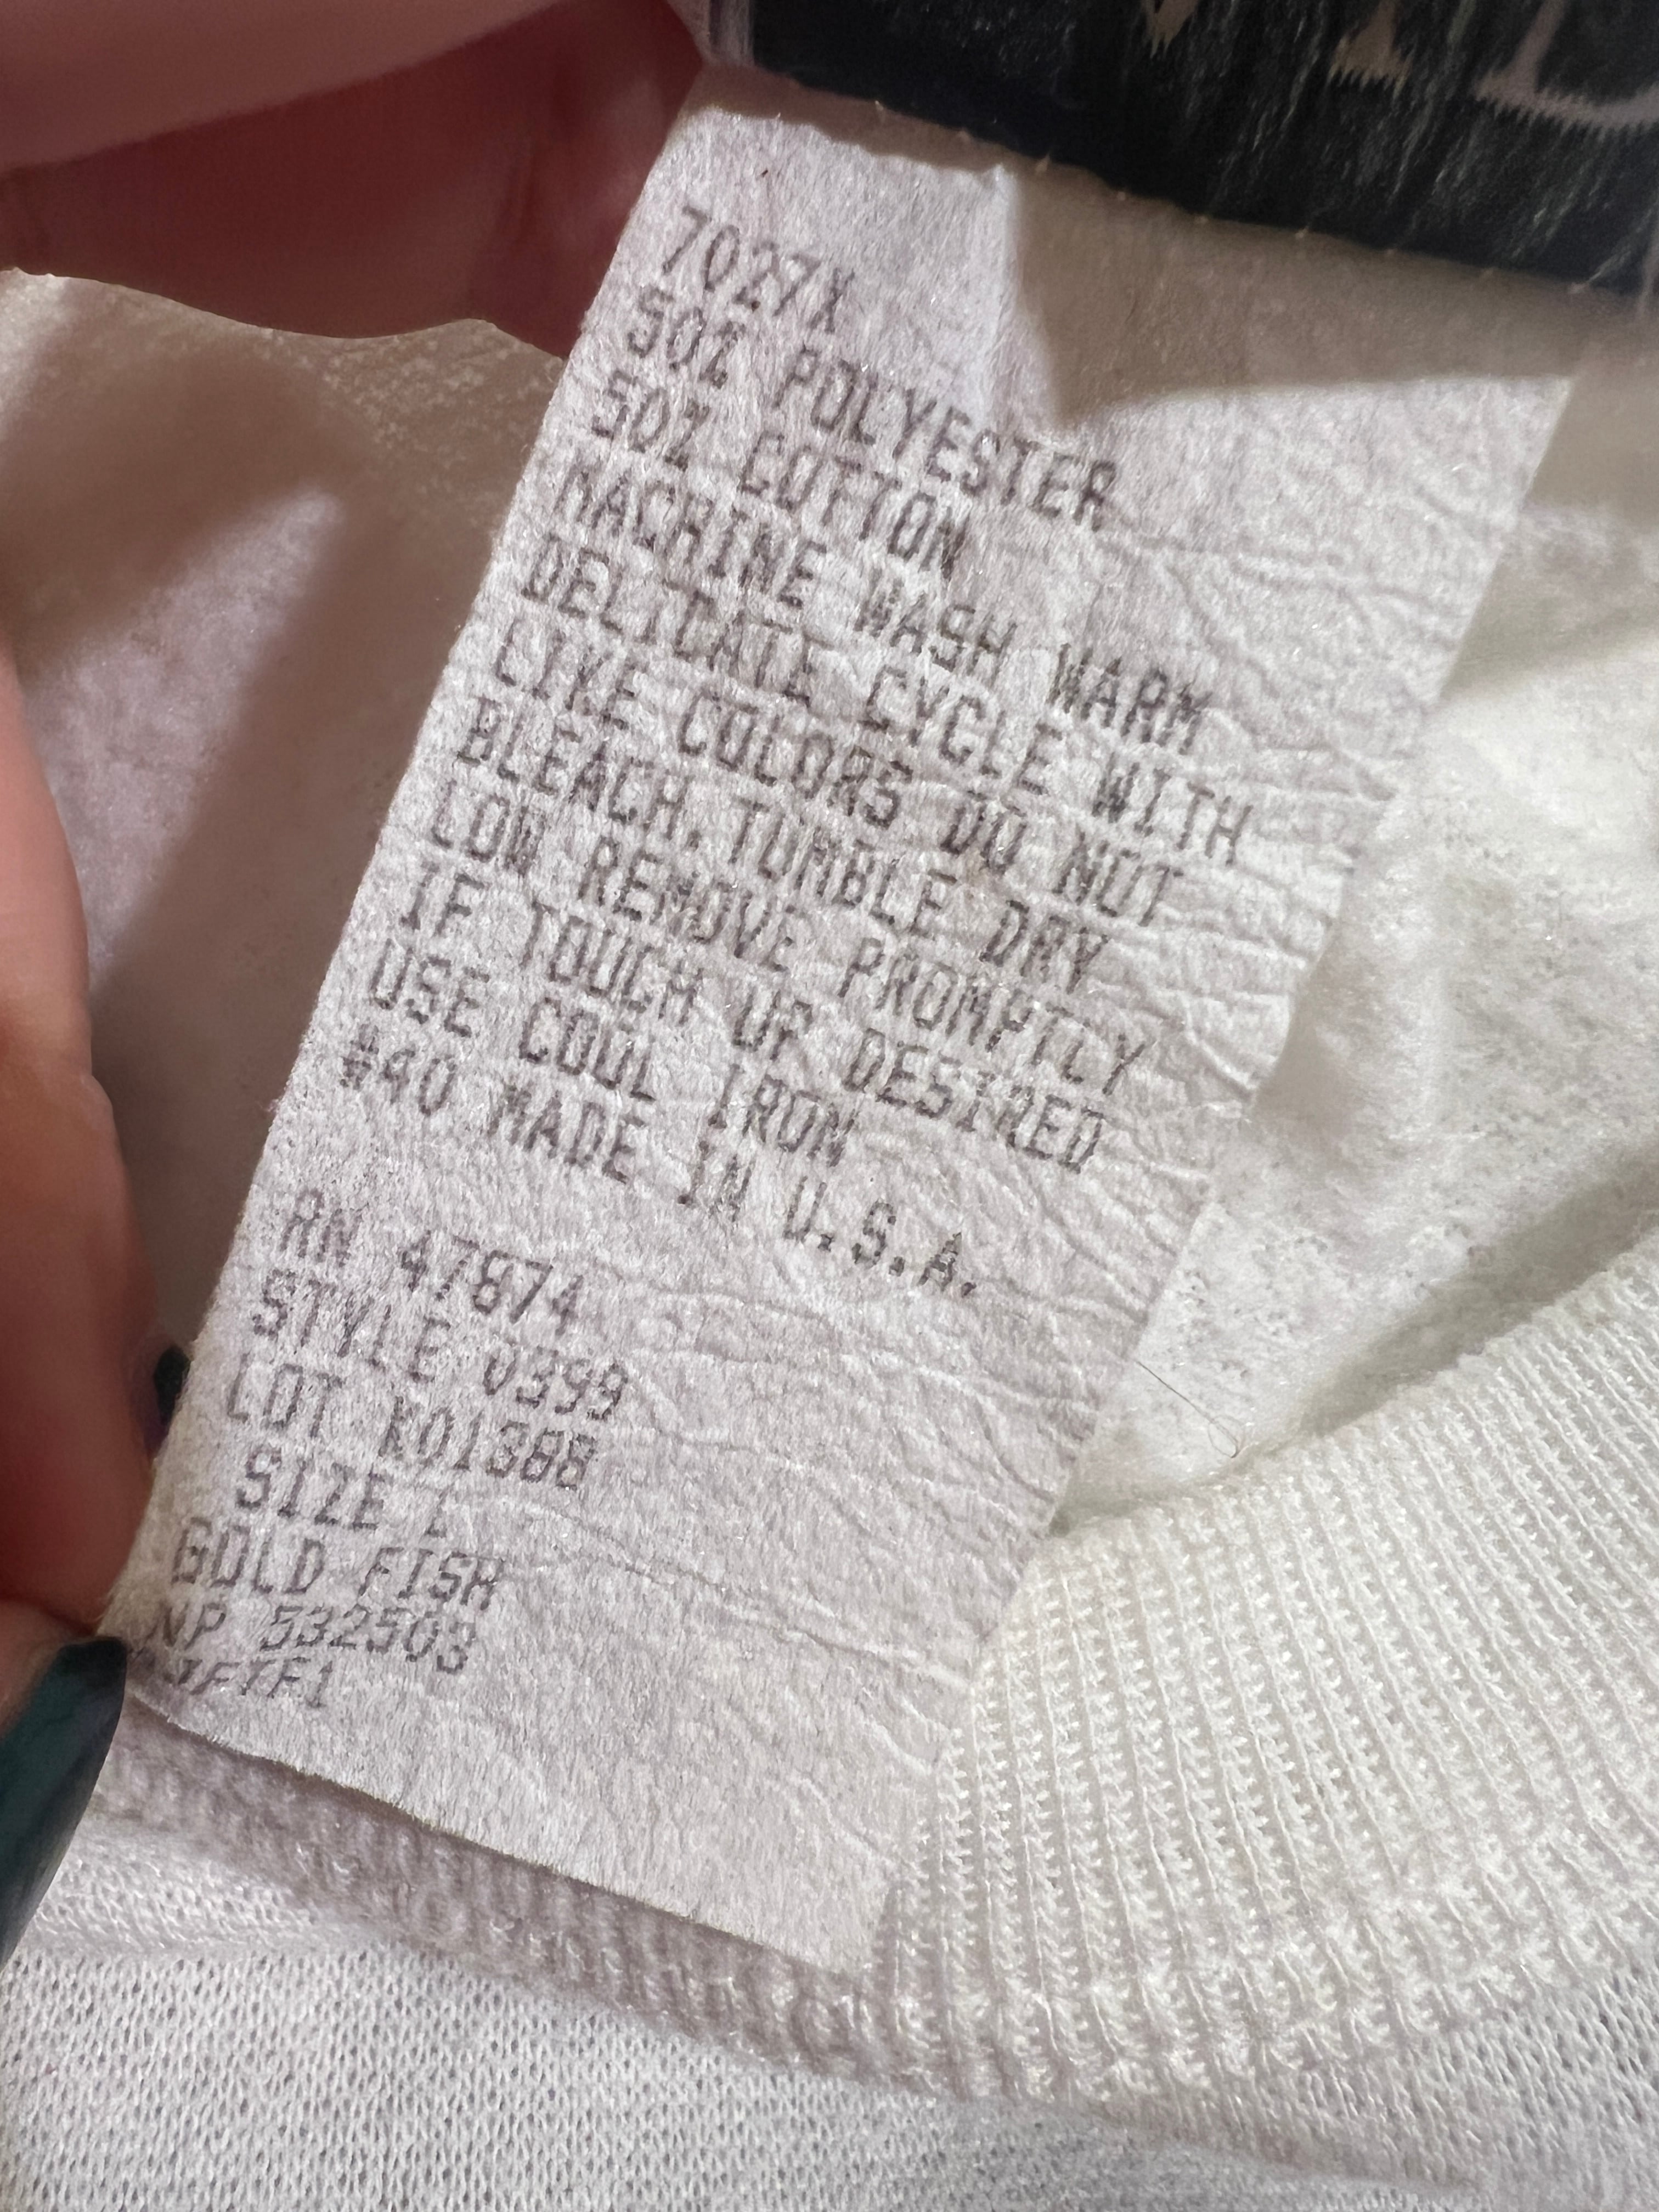 7027X
50% POLYESTER
50% COTTON
MACHINE WASH WARM
DELICATE CYCLE WITH
LIKE COLORS DO NOT
BLEACH. TUMBLE DRY
LOW REMOVE PROMPTLY
IF TOUCH UP DESIRED
USE COOL IRON
#40 MADE IN U.S.A.
RN 47874
STYLE 0399
LOT K01388
SIZE L
GOLD FISH
NP 532503